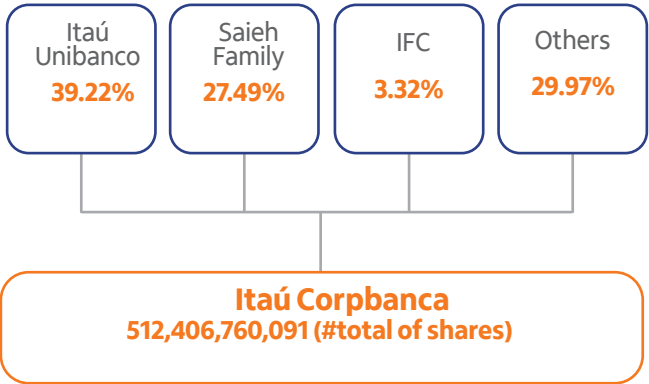 Itaú
Unibanco
39.22%
Saieh
Family
27.49%
IFC
3.32%
Others
29.97%
Itaú Corpbanca
512,406,760,091 (#total of shares)